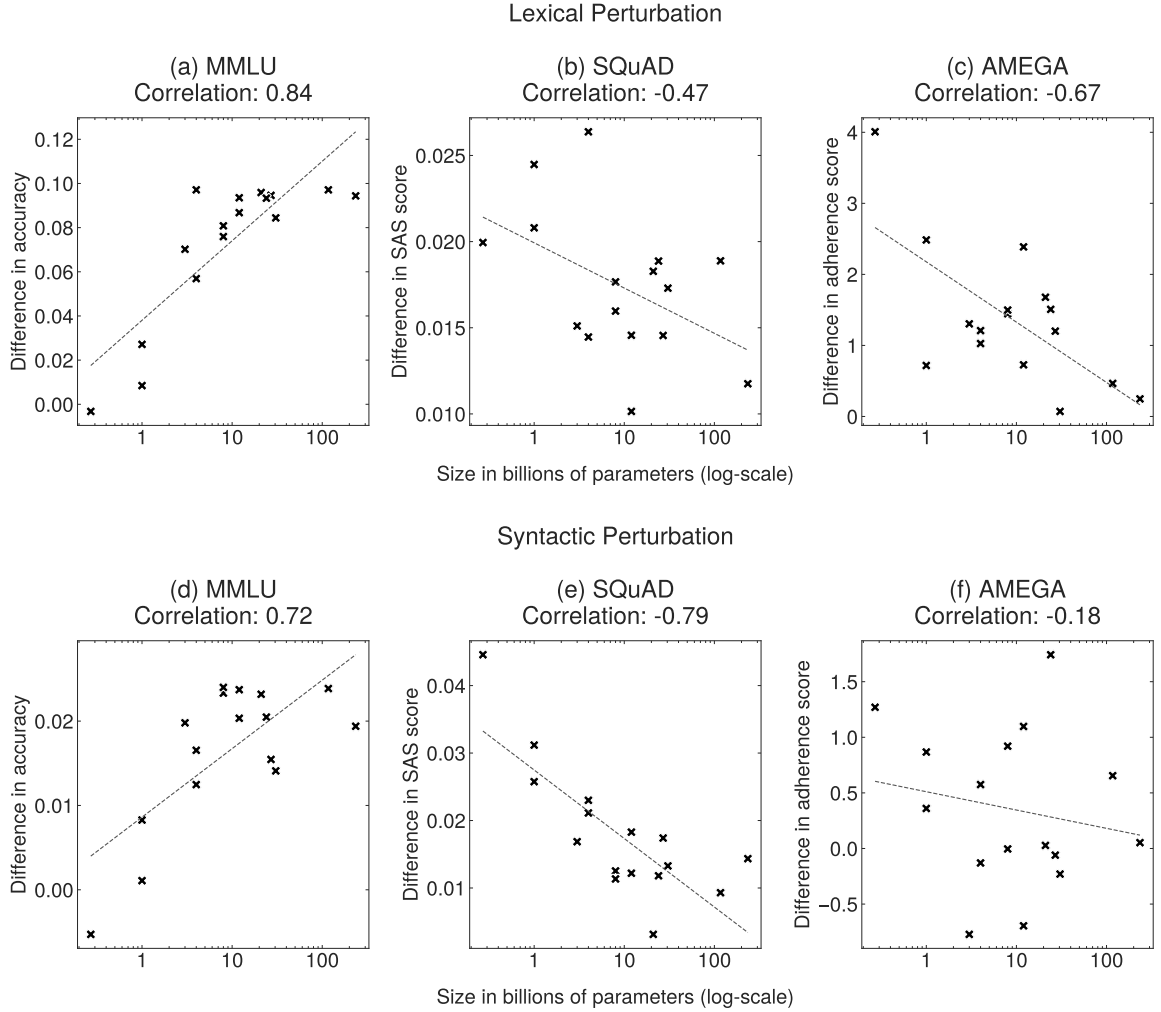 Lexical Perturbation
(a) MMLU
Correlation: 0.84
(b) SQuAD
Correlation: -0.47
(c) AMEGA
Correlation: -0.67
Difference in accuracy
0.12
0.10
0.08
0.06
0.04
0.02
0.00
1 10 100
Difference in SAS score
0.025
0.020
0.015
0.010
1 10 100
Difference in adherence score
4
3
2
1
0
1 10 100
Size in billions of parameters (log-scale)
Syntactic Perturbation
(d) MMLU
Correlation: 0.72
(e) SQuAD
Correlation: -0.79
(f) AMEGA
Correlation: -0.18
Difference in accuracy
0.02
0.01
0.00
1 10 100
Difference in SAS score
0.04
0.03
0.02
0.01
1 10 100
Difference in adherence score
1.5
1.0
0.5
0.0
−0.5
1 10 100
Size in billions of parameters (log-scale)